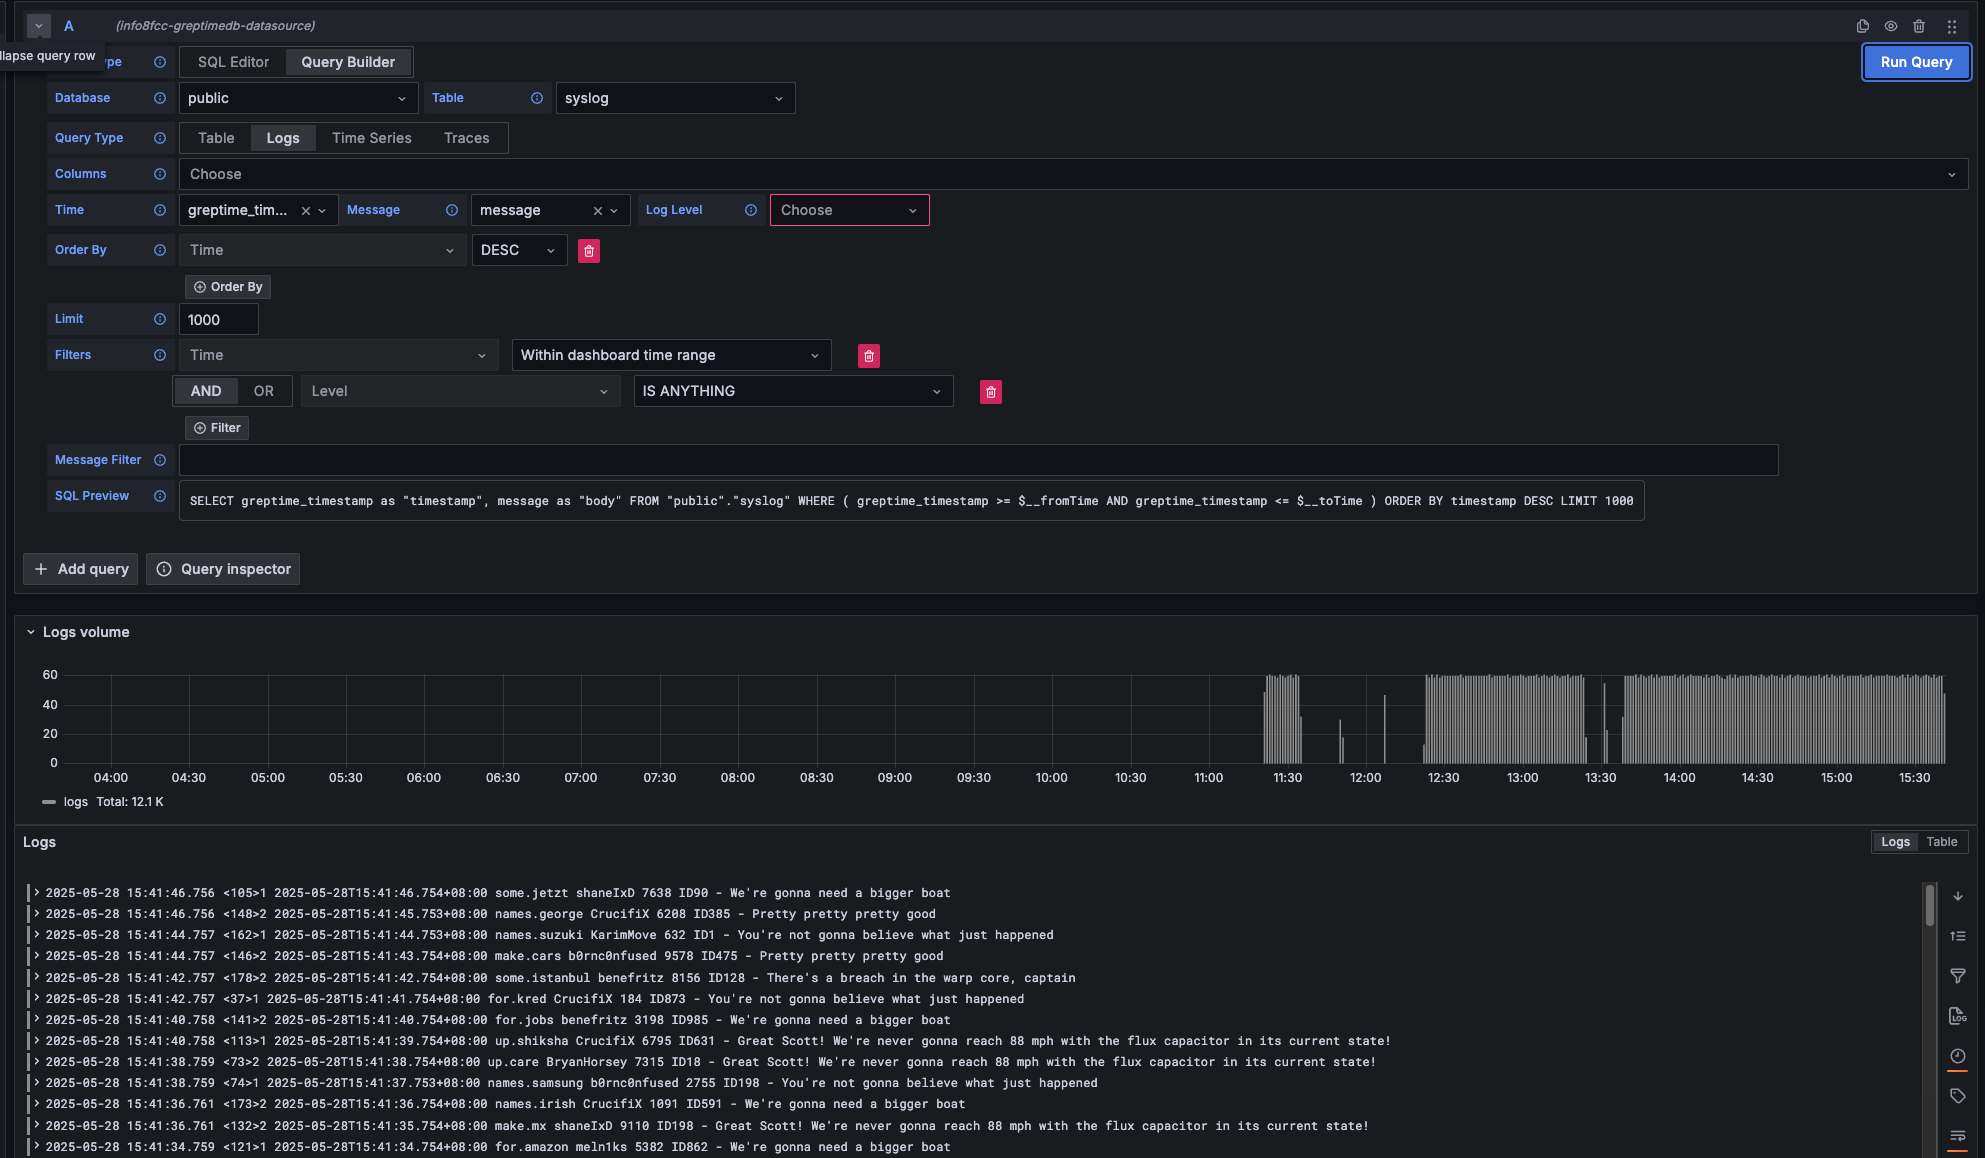 A (info8fcc-greptimedb-datasource)
llapse query row
pe SQL Editor Query Builder Run Query
Database public Table syslog
Query Type Table Logs Time Series Traces
Columns Choose
Time greptime_tim... Message message Log Level Choose
Order By Time DESC
Order By
Limit 1000
Filters Time Within dashboard time range
AND OR Level IS ANYTHING
Filter
Message Filter
SQL Preview SELECT greptime_timestamp as "timestamp", message as "body" FROM "public"."syslog" WHERE ( greptime_timestamp >= $__fromTime AND greptime_timestamp <= $__toTime ) ORDER BY timestamp DESC LIMIT 1000
Add query Query inspector
Logs volume
60
40
20
0
04:00 04:30 05:00 05:30 06:00 06:30 07:00 07:30 08:00 08:30 09:00 09:30 10:00 10:30 11:00 11:30 12:00 12:30 13:00 13:30 14:00 14:30 15:00 15:30
logs Total: 12.1 K
Logs Logs Table
2025-05-28 15:41:46.756 <105>1 2025-05-28T15:41:46.754+08:00 some.jetzt shaneIxD 7638 ID90 - We're gonna need a bigger boat
2025-05-28 15:41:46.756 <148>2 2025-05-28T15:41:45.753+08:00 names.george CrucifiX 6208 ID385 - Pretty pretty pretty good
2025-05-28 15:41:44.757 <162>1 2025-05-28T15:41:44.753+08:00 names.suzuki KarimMove 632 ID1 - You're not gonna believe what just happened
2025-05-28 15:41:44.757 <146>2 2025-05-28T15:41:43.754+08:00 make.cars b0rnc0nfused 9578 ID475 - Pretty pretty pretty good
2025-05-28 15:41:42.757 <178>2 2025-05-28T15:41:42.754+08:00 some.istanbul benefritz 8156 ID128 - There's a breach in the warp core, captain
2025-05-28 15:41:42.757 <37>1 2025-05-28T15:41:41.754+08:00 for.kred CrucifiX 184 ID873 - You're not gonna believe what just happened
2025-05-28 15:41:40.758 <141>2 2025-05-28T15:41:40.754+08:00 for.jobs benefritz 3198 ID985 - We're gonna need a bigger boat
2025-05-28 15:41:40.758 <113>1 2025-05-28T15:41:39.754+08:00 up.shiksha CrucifiX 6795 ID631 - Great Scott! We're never gonna reach 88 mph with the flux capacitor in its current state!
2025-05-28 15:41:38.759 <73>2 2025-05-28T15:41:38.754+08:00 up.care BryanHorsey 7315 ID18 - Great Scott! We're never gonna reach 88 mph with the flux capacitor in its current state!
2025-05-28 15:41:38.759 <74>1 2025-05-28T15:41:37.753+08:00 names.samsung b0rnc0nfused 2755 ID198 - You're not gonna believe what just happened
2025-05-28 15:41:36.761 <173>2 2025-05-28T15:41:36.754+08:00 names.irish CrucifiX 1091 ID591 - We're gonna need a bigger boat
2025-05-28 15:41:36.761 <132>2 2025-05-28T15:41:35.754+08:00 make.mx shaneIxD 9110 ID198 - Great Scott! We're never gonna reach 88 mph with the flux capacitor in its current state!
2025-05-28 15:41:34.759 <121>1 2025-05-28T15:41:34.754+08:00 for.amazon meln1ks 5382 ID862 - We're gonna need a bigger boat
LOG